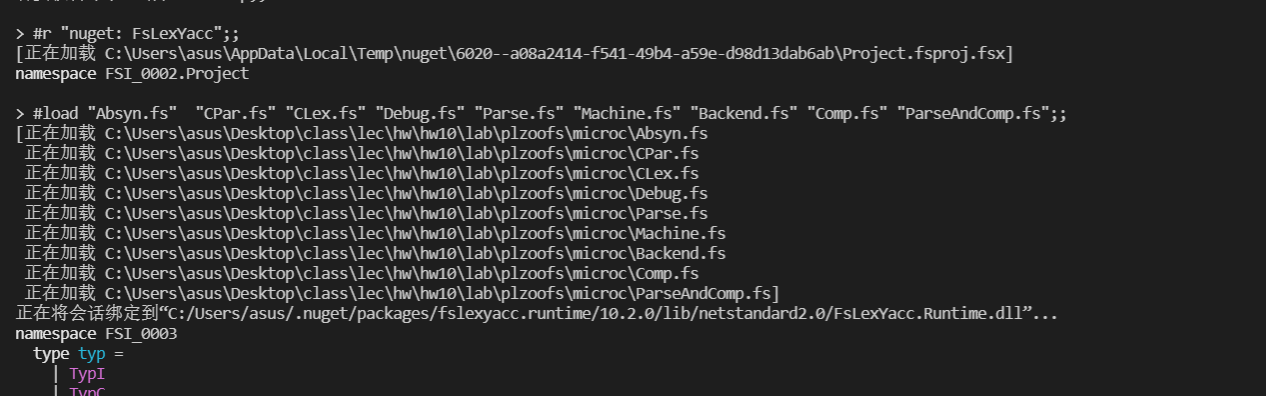 > #r "nuget: FsLexYacc";;
[正在加载 C:\Users\asus\AppData\Local\Temp\nuget\6020--a08a2414-f541-49b4-a59e-d98d13dab6ab\Project.fsproj.fsx]
namespace FSI_0002.Project
> #load "Absyn.fs"  "CPar.fs" "CLex.fs" "Debug.fs" "Parse.fs" "Machine.fs" "Backend.fs" "Comp.fs" "ParseAndComp.fs";;
[正在加载 C:\Users\asus\Desktop\class\lec\hw\hw10\lab\plzoofs\microc\Absyn.fs
 正在加载 C:\Users\asus\Desktop\class\lec\hw\hw10\lab\plzoofs\microc\CPar.fs
 正在加载 C:\Users\asus\Desktop\class\lec\hw\hw10\lab\plzoofs\microc\CLex.fs
 正在加载 C:\Users\asus\Desktop\class\lec\hw\hw10\lab\plzoofs\microc\Debug.fs
 正在加载 C:\Users\asus\Desktop\class\lec\hw\hw10\lab\plzoofs\microc\Parse.fs
 正在加载 C:\Users\asus\Desktop\class\lec\hw\hw10\lab\plzoofs\microc\Machine.fs
 正在加载 C:\Users\asus\Desktop\class\lec\hw\hw10\lab\plzoofs\microc\Backend.fs
 正在加载 C:\Users\asus\Desktop\class\lec\hw\hw10\lab\plzoofs\microc\Comp.fs
 正在加载 C:\Users\asus\Desktop\class\lec\hw\hw10\lab\plzoofs\microc\ParseAndComp.fs]
正在将会话绑定到“C:/Users/asus/.nuget/packages/fslexyacc.runtime/10.2.0/lib/netstandard2.0/FsLexYacc.Runtime.dll”...
namespace FSI_0003
  type typ =
    | TypI
    | TypC